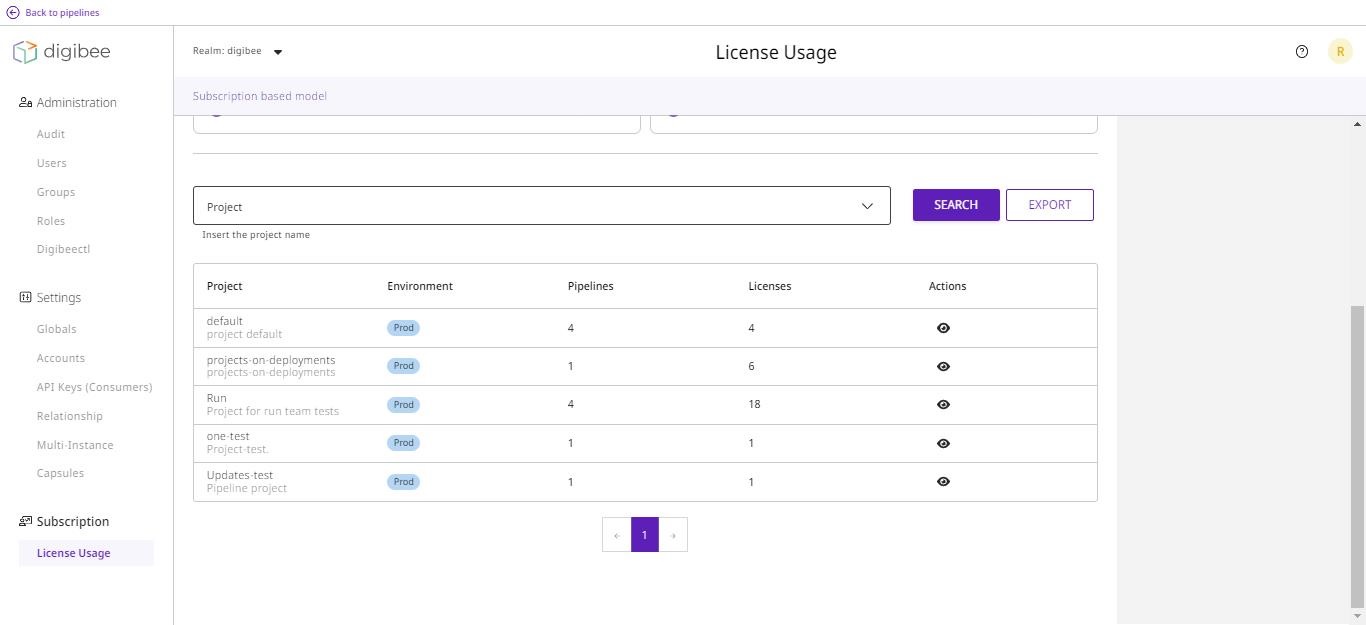 Back to pipelines
digibee
Realm: digibee
License Usage
R
Subscription based model
Administration
Audit
Users
Groups
Roles
Digibeectl
Settings
Globals
Accounts
API Keys (Consumers)
Relationship
Multi-Instance
Capsules
Subscription
License Usage
Project
SEARCH
EXPORT
Insert the project name
Project Environment Pipelines Licenses Actions
default
project default
Prod 4 4
projects-on-deployments
projects-on-deployments
Prod 1 6
Run
Project for run team tests
Prod 4 18
one-test
Project-test.
Prod 1 1
Updates-test
Pipeline project
Prod 1 1
← 1 →